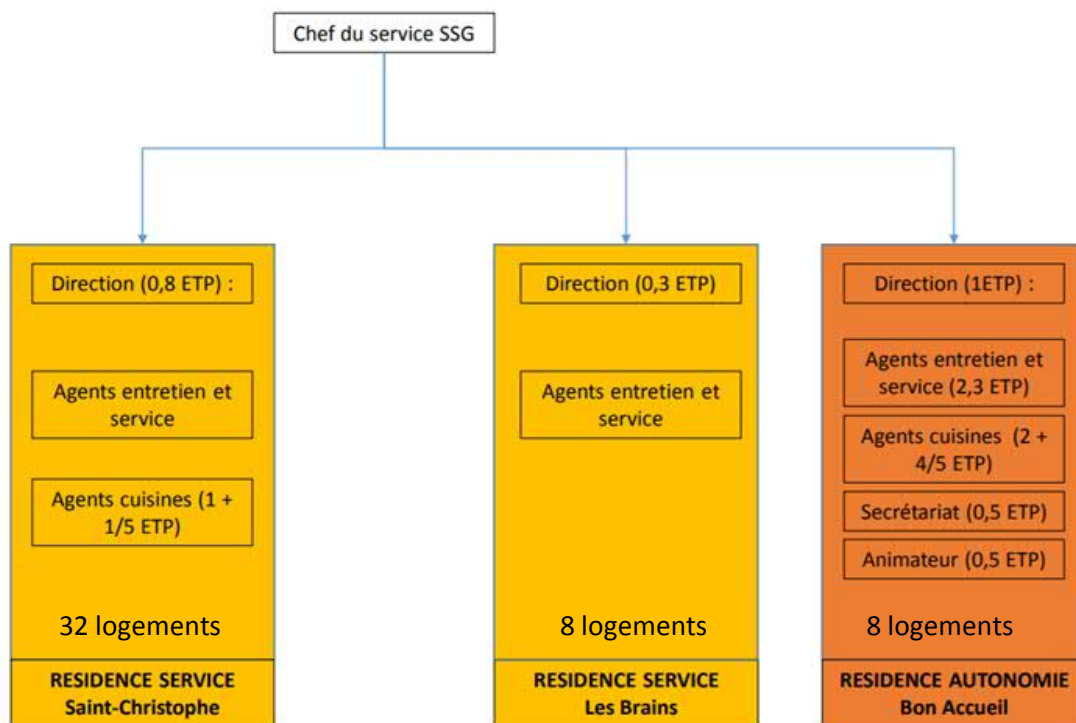 Chef du service SSG
Direction (0,8 ETP) :
Agents entretien et
service
Agents cuisines (1 +
1/5 ETP)
32 logements
RESIDENCE SERVICE
Saint-Christophe
Direction (0,3 ETP)
Agents entretien et
service
8 logements
RESIDENCE SERVICE
Les Brains
Direction (1ETP) :
Agents entretien et
service (2,3 ETP)
Agents cuisines (2 +
4/5 ETP)
Secrétariat (0,5 ETP)
Animateur (0,5 ETP)
8 logements
RESIDENCE AUTONOMIE
Bon Accueil